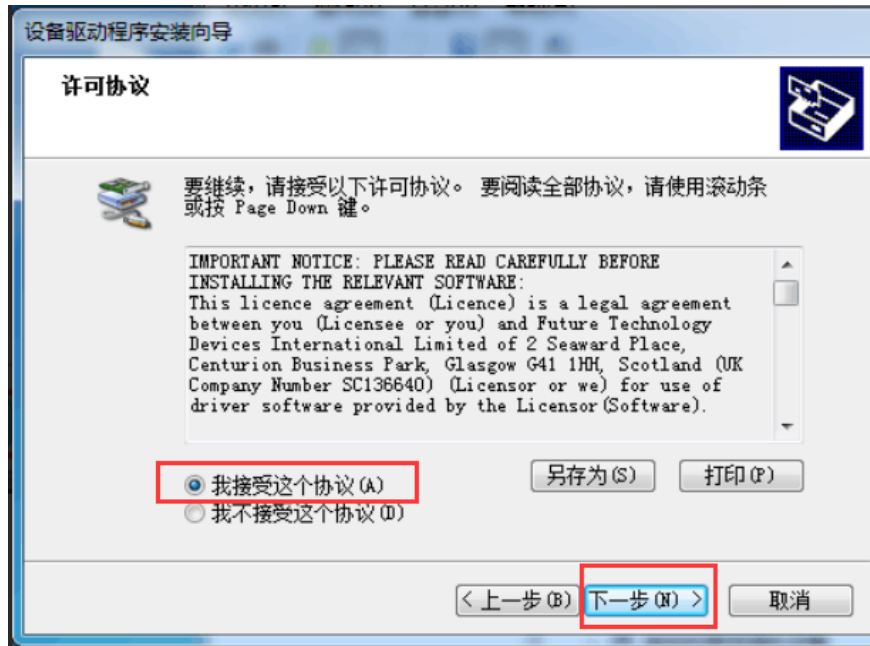 设备驱动程序安装向导
许可协议
要继续，请接受以下许可协议。 要阅读全部协议，请使用滚动条
或按 Page Down 键。
IMPORTANT NOTICE: PLEASE READ CAREFULLY BEFORE
INSTALLING THE RELEVANT SOFTWARE:
This licence agreement (Licence) is a legal agreement
between you (Licensee or you) and Future Technology
Devices International Limited of 2 Seaward Place,
Centurion Business Park, Glasgow G41 1HH, Scotland (UK
Company Number SC136640) (Licensor or we) for use of
driver software provided by the Licensor(Software).
我接受这个协议(A)
另存为(S) 打印(P)
我不接受这个协议(D)
< 上一步(B) 下一步(N) > 取消